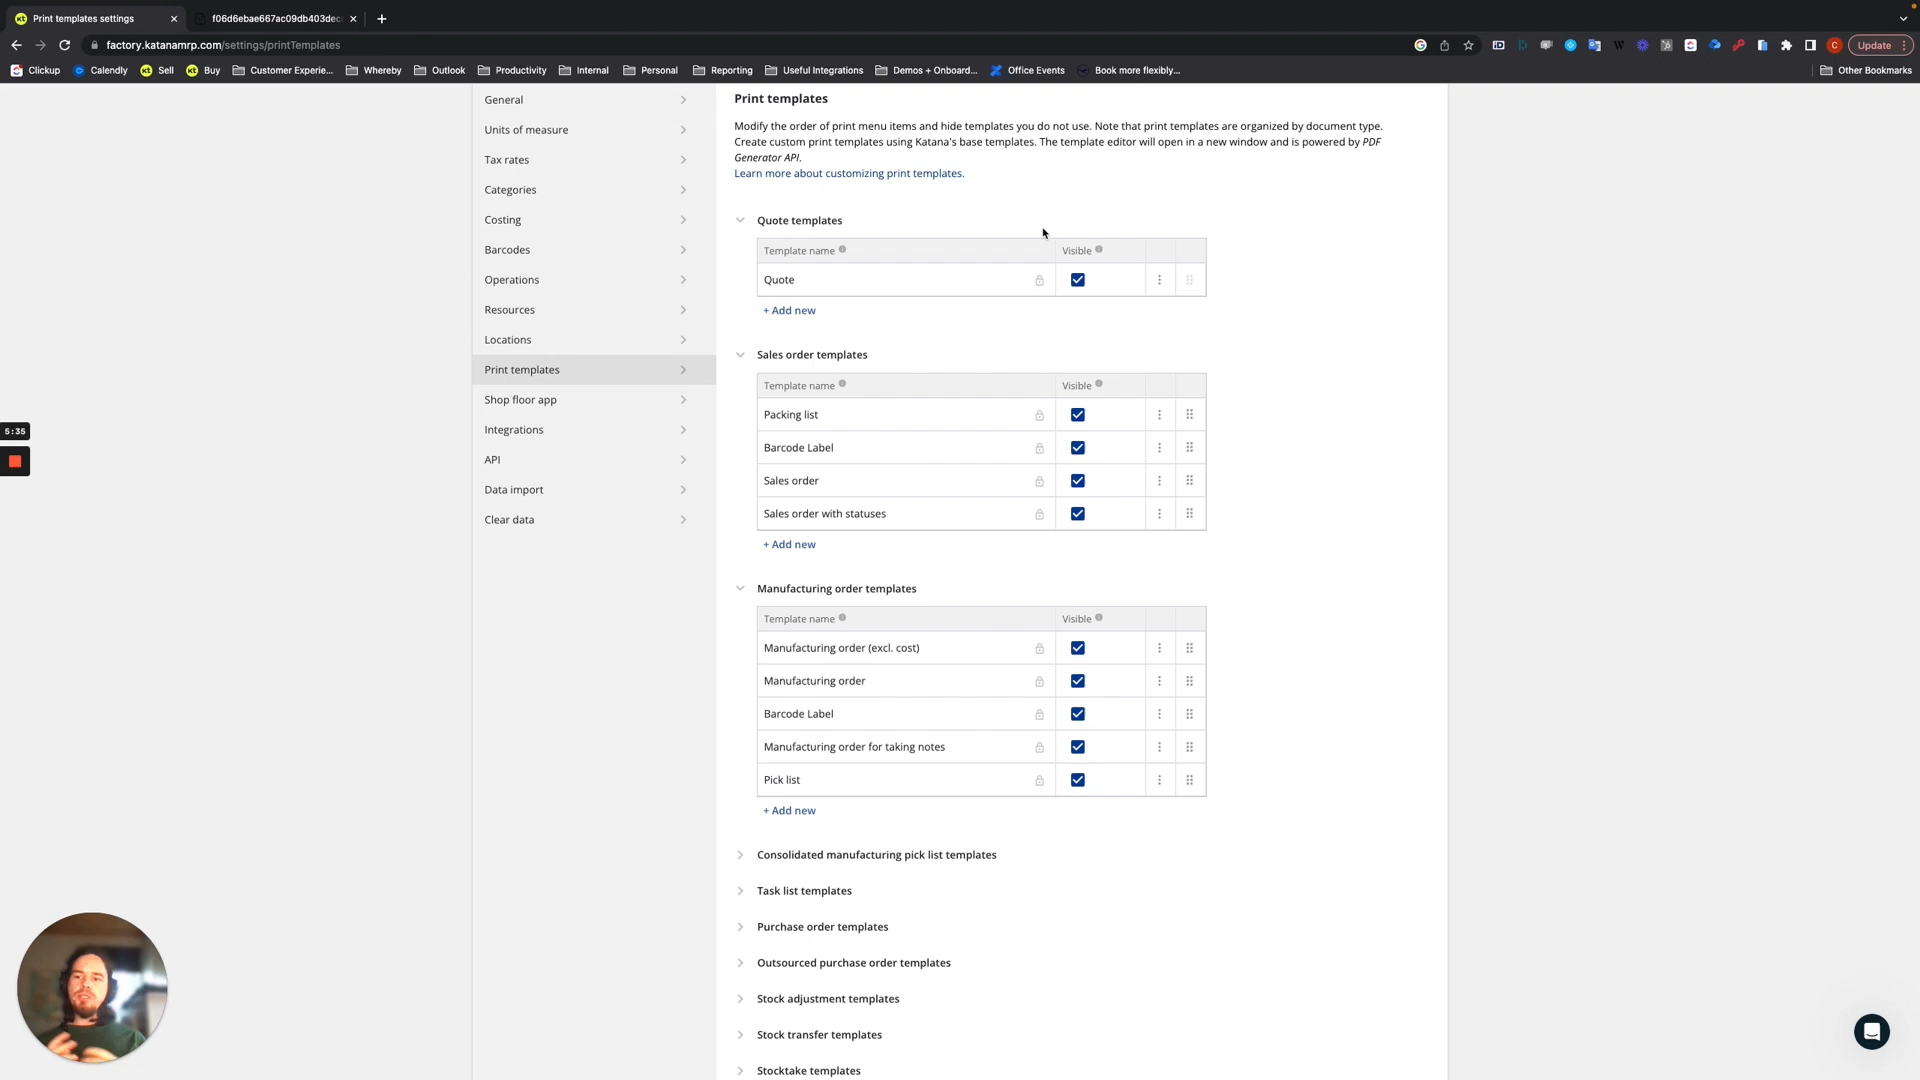 Print templates settings
f06d6ebae667ac09db403dec
factory.katanamrp.com/settings/printTemplates
Update
Clickup
Calendly
Sell
Buy
Customer Experie...
Whereby
Outlook
Productivity
Internal
Personal
Reporting
Useful Integrations
Demos + Onboard...
Office Events
Book more flexibly...
Other Bookmarks
General
Units of measure
Tax rates
Categories
Costing
Barcodes
Operations
Resources
Locations
Print templates
Shop floor app
Integrations
API
Data import
Clear data
5:35
Print templates
Modify the order of print menu items and hide templates you do not use. Note that print templates are organized by document type.
Create custom print templates using Katana's base templates. The template editor will open in a new window and is powered by PDF
Generator API.
Learn more about customizing print templates.
Quote templates
Template name Visible
Quote
+ Add new
Sales order templates
Template name Visible
Packing list
Barcode Label
Sales order
Sales order with statuses
+ Add new
Manufacturing order templates
Template name Visible
Manufacturing order (excl. cost)
Manufacturing order
Barcode Label
Manufacturing order for taking notes
Pick list
+ Add new
Consolidated manufacturing pick list templates
Task list templates
Purchase order templates
Outsourced purchase order templates
Stock adjustment templates
Stock transfer templates
Stocktake templates